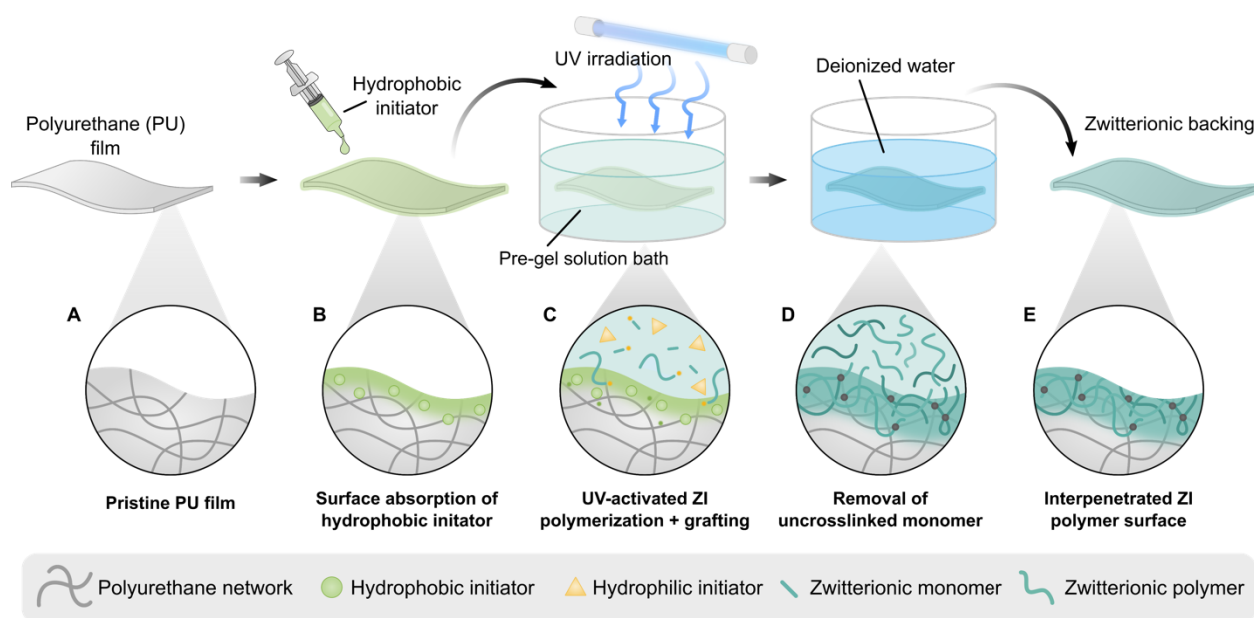 UV irradiation
Hydrophobic
initiator
Deionized water
Polyurethane (PU)
film
Zwitterionic backing
Pre-gel solution bath
A
B
C
D
E
Pristine PU film
Surface absorption of
hydrophobic initator
UV-activated ZI
polymerization + grafting
Removal of
uncrosslinked monomer
Interpenetrated ZI
polymer surface
Polyurethane network
Hydrophobic initiator
Hydrophilic initiator
Zwitterionic monomer
Zwitterionic polymer